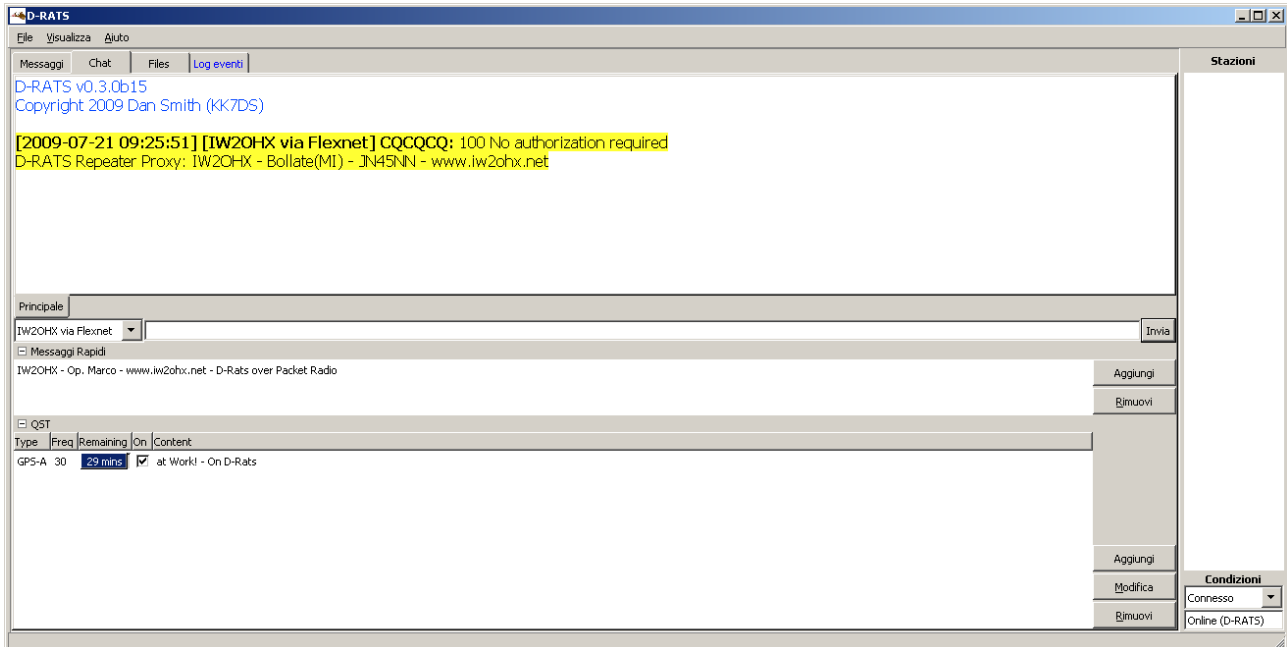 D-RATS
File Visualizza Aiuto
Messaggi Chat Files Log eventi
Stazioni
D-RATS v0.3.0b15
Copyright 2009 Dan Smith (KK7DS)
[2009-07-21 09:25:51] [IW2OHX via Flexnet] CQCQCQ: 100 No authorization required
D-RATS Repeater Proxy: IW2OHX - Bollate(MI) - JN45NN - www.iw2ohx.net
Principale
IW2OHX via Flexnet Invia
Messaggi Rapidi
IW2OHX - Op. Marco - www.iw2ohx.net - D-Rats over Packet Radio
Aggiungi
Rimuovi
QST
Type Freq Remaining On Content
GPS-A 30 29 mins at Work! - On D-Rats
Aggiungi
Modifica
Rimuovi
Condizioni
Connesso
Online (D-RATS)